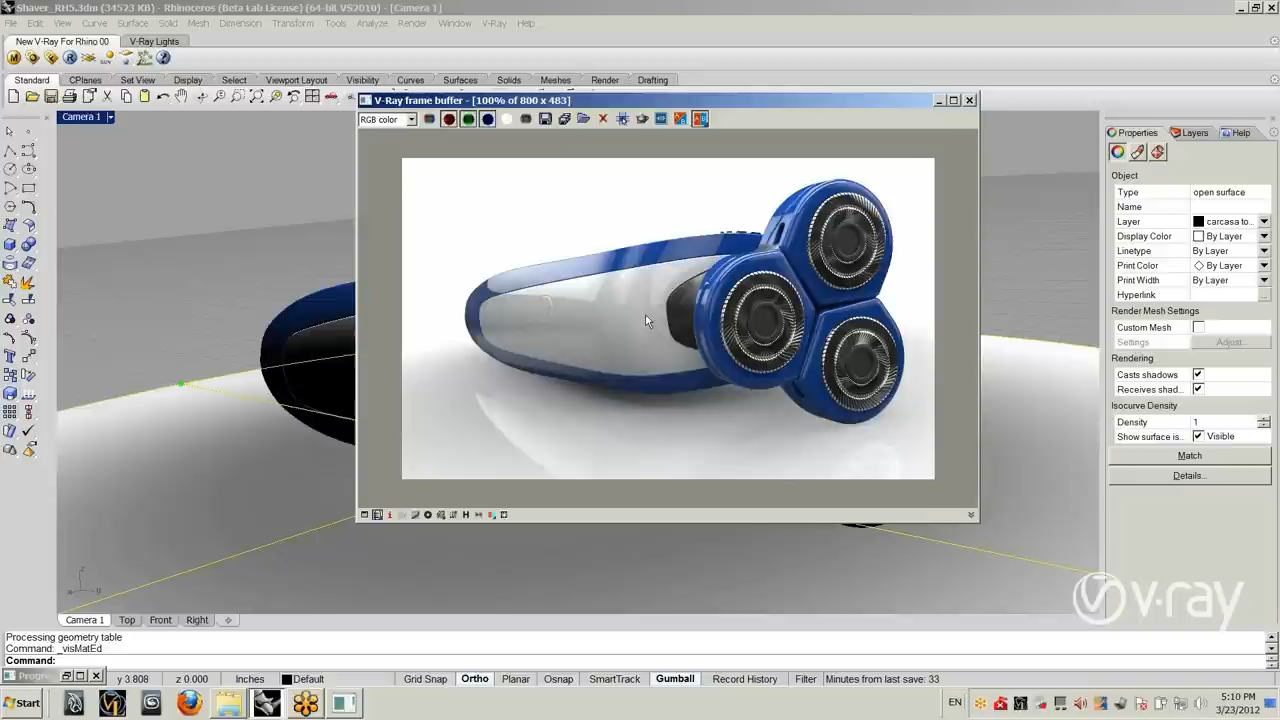 Shaver_RH5.3dm (34523 KB) - Rhinoceros (Beta Lab License) (64-bit VS2010) - [Camera 1]
File Edit View Curve Surface Solid Mesh Dimension Transform Tools Analyze Render Window V-Ray Help
New V-Ray For Rhino 00 V-Ray Lights
Standard CPlanes Set View Display Select Viewport Layout Visibility Curves Surfaces Solids Meshes Render Drafting
Camera 1
V-Ray frame buffer - [100% of 800 x 483]
RGB color
Properties Layers Help
Object
Type open surface
Name
Layer carcasa to...
Display Color By Layer
Linetype By Layer
Print Color By Layer
Print Width By Layer
Hyperlink
Render Mesh Settings
Custom Mesh
Settings Adjust...
Rendering
Casts shadows
Receives shad...
Isocurve Density
Density 1
Show surface is... Visible
Match
Details...
v·ray
Camera 1 Top Front Right
Processing geometry table
Command: _visMatEd
Command:
Progre
y 3.808 z 0.000 Inches Default Grid Snap Ortho Planar Osnap SmartTrack Gumball Record History Filter Minutes from last save: 33
Start
EN
5:10 PM
3/23/2012